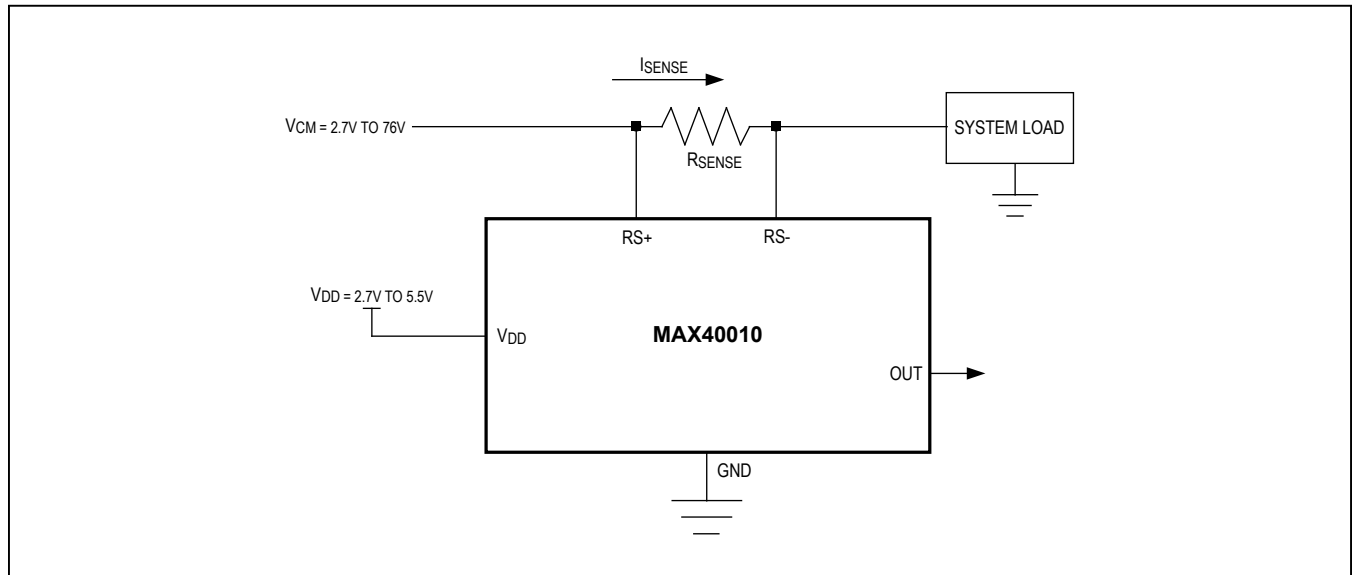 ISENSE
VCM = 2.7V TO 76V
SYSTEM LOAD
RSENSE
RS+
RS-
VDD = 2.7V TO 5.5V
VDD
MAX40010
OUT
GND